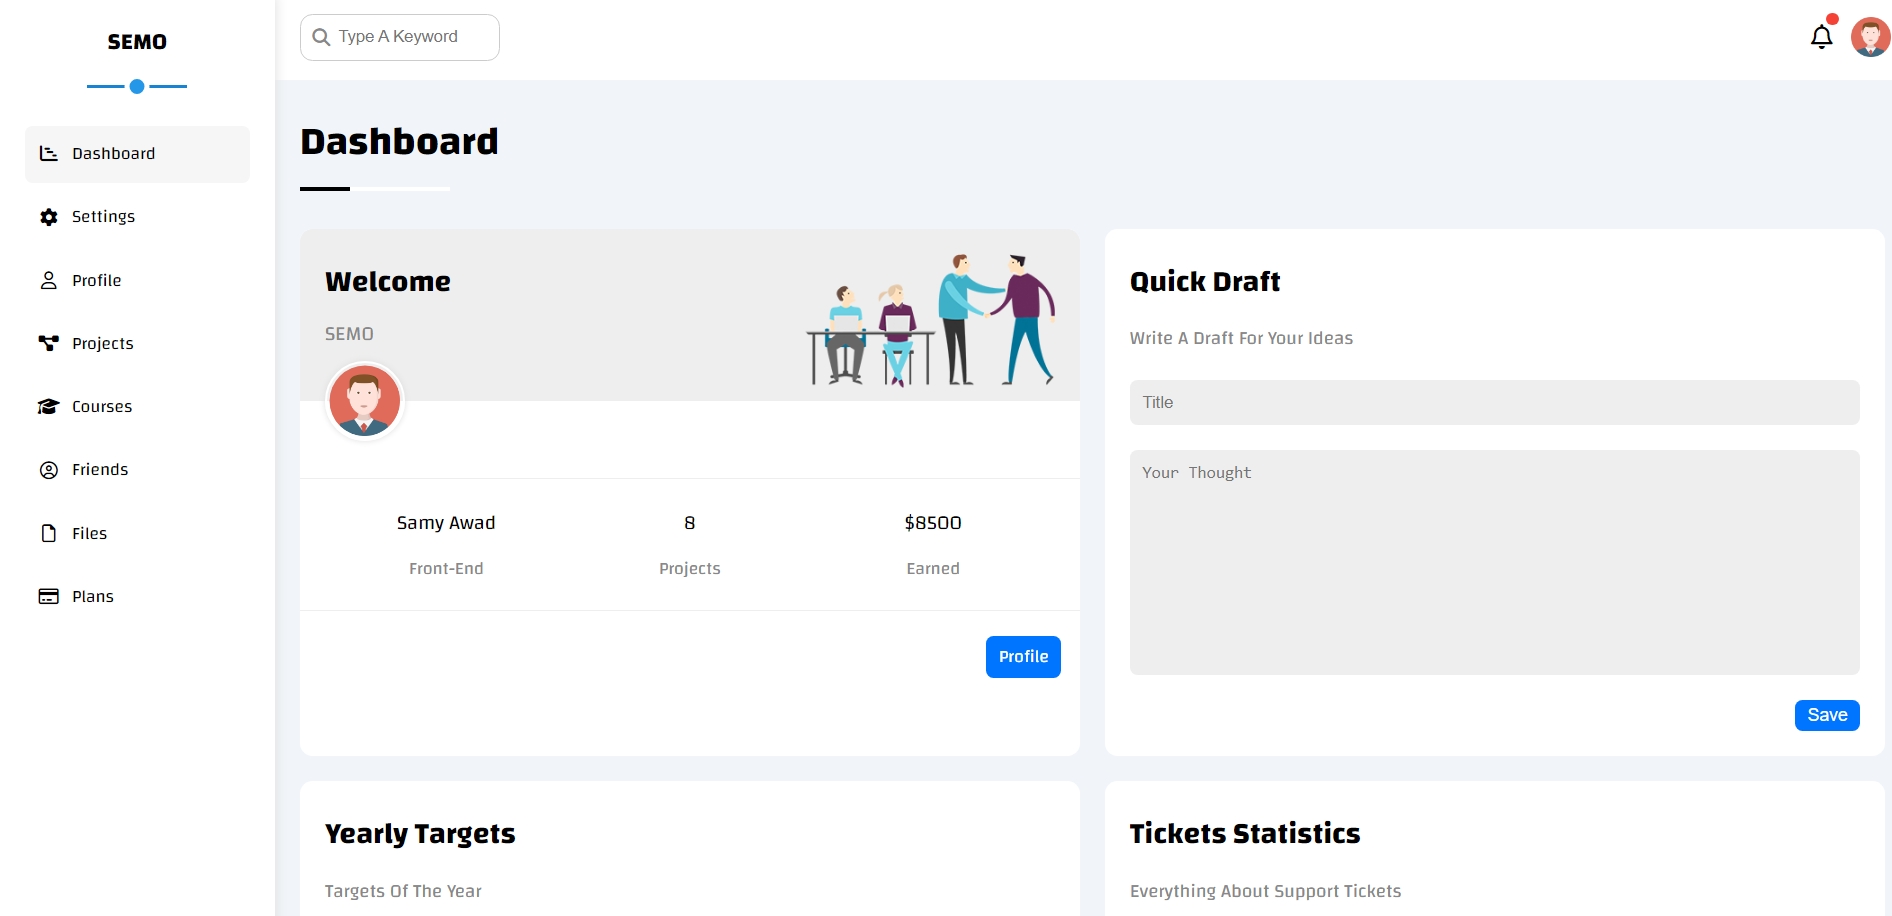 SEMO
Dashboard
Settings
Profile
Projects
Courses
Friends
Files
Plans
Type A Keyword
Dashboard
Welcome
SEMO
Samy Awad
Front-End
8
Projects
$8500
Earned
Profile
Quick Draft
Write A Draft For Your Ideas
Title
Your Thought
Save
Yearly Targets
Targets Of The Year
Tickets Statistics
Everything About Support Tickets